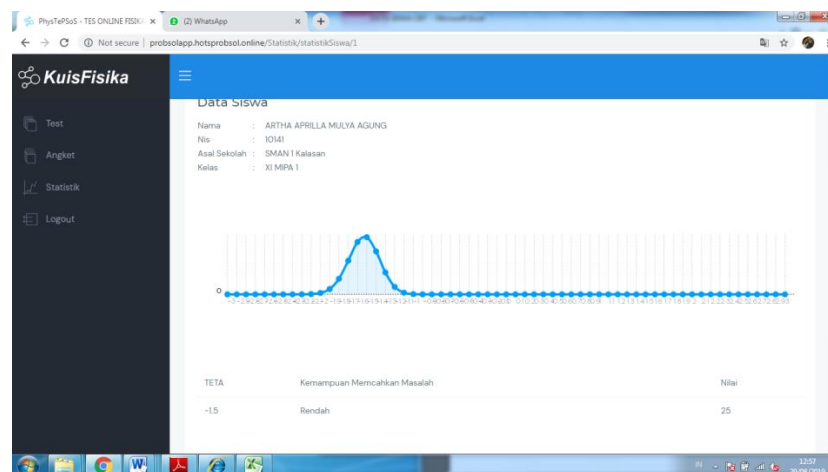 PhysTePSoS - TES ONLINE FISIK
(2) WhatsApp
Not secure | probsolapp.hotsprobsol.online/Statistik/statistikSiswa/1
KuisFisika
Test
Angket
Statistik
Logout
Data Siswa
Nama : ARTHA APRILLA MULYA AGUNG
Nis : 10141
Asal Sekolah : SMAN 1 Kalasan
Kelas : XI MIPA 1
0
TETA Kemampuan Memcahkan Masalah Nilai
-1.5 Rendah 25
IN
12:57